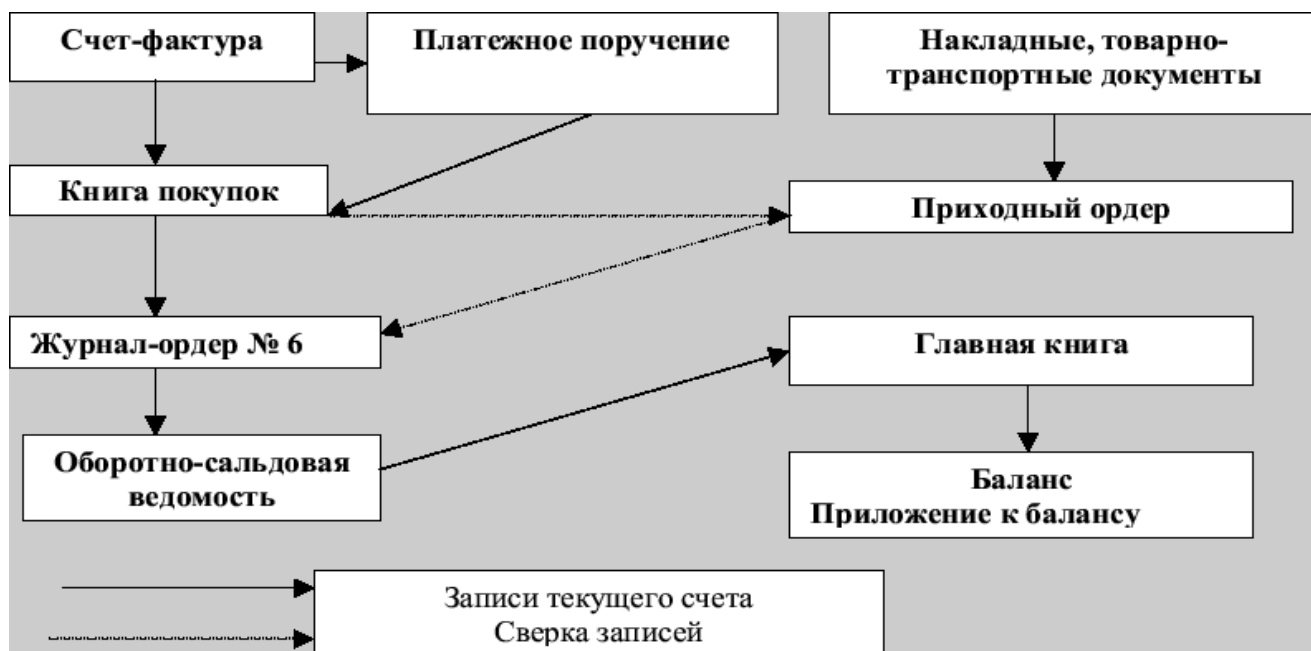 Счет-фактура
Платежное поручение
Накладные, товарно-
транспортные документы
Книга покупок
Приходный ордер
Журнал-ордер № 6
Главная книга
Оборотно-сальдовая
ведомость
Баланс
Приложение к балансу
Записи текущего счета
Сверка записей